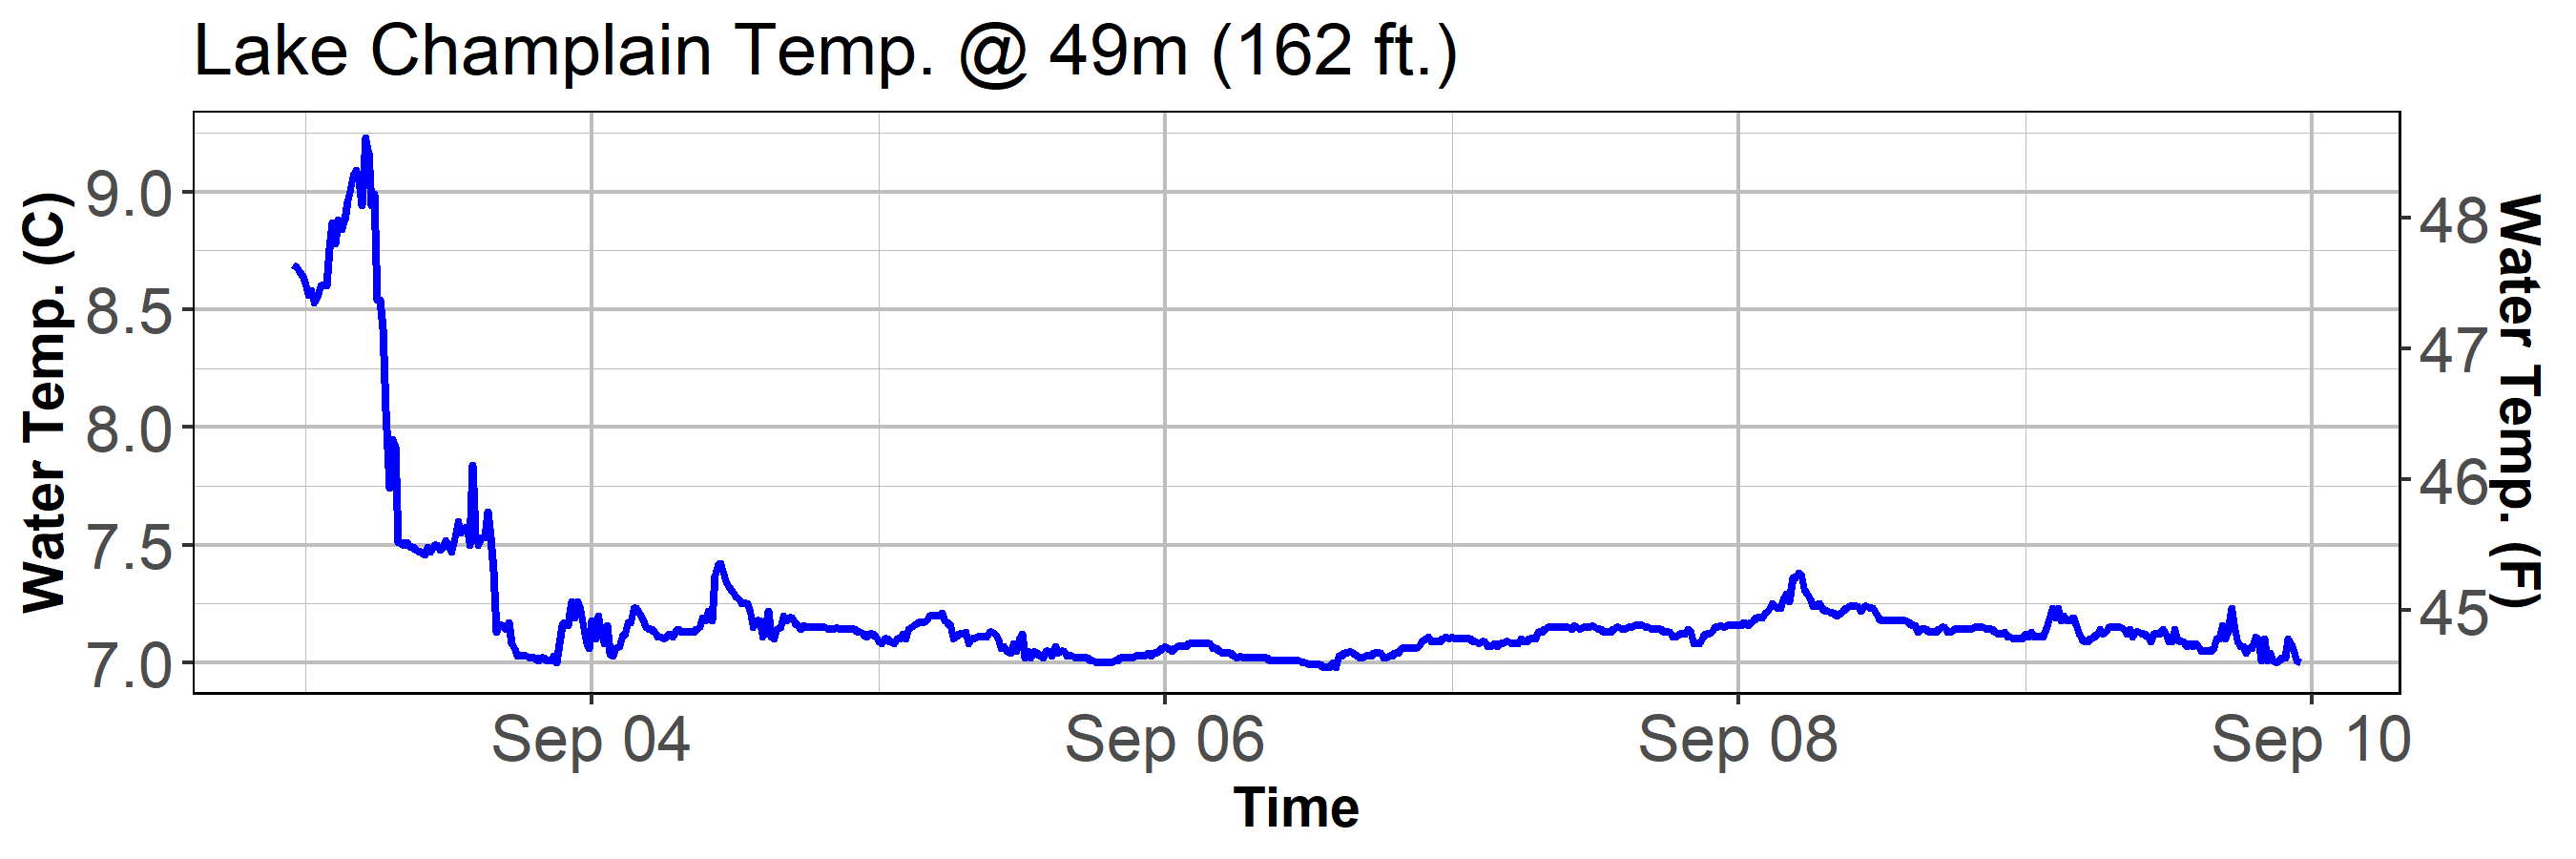 Lake Champlain Temp. @ 49m (162 ft.)
Water Temp. (C)
9.0
8.5
8.0
7.5
7.0
48
47
46
45
Water Temp. (F)
Sep 04 Sep 06 Sep 08 Sep 10
Time